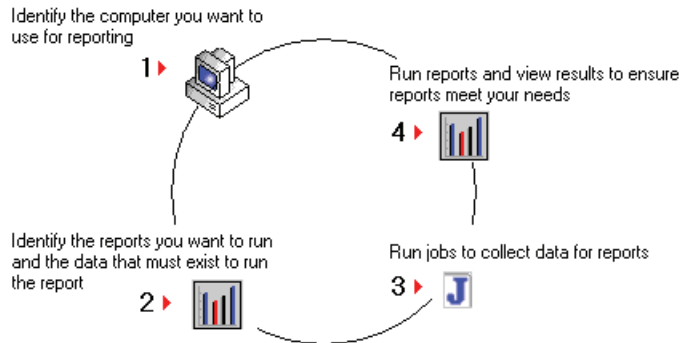 Identify the computer you want to
use for reporting
1
Run reports and view results to ensure
reports meet your needs
4
Identify the reports you want to run
and the data that must exist to run
the report
2
Run jobs to collect data for reports
3
J